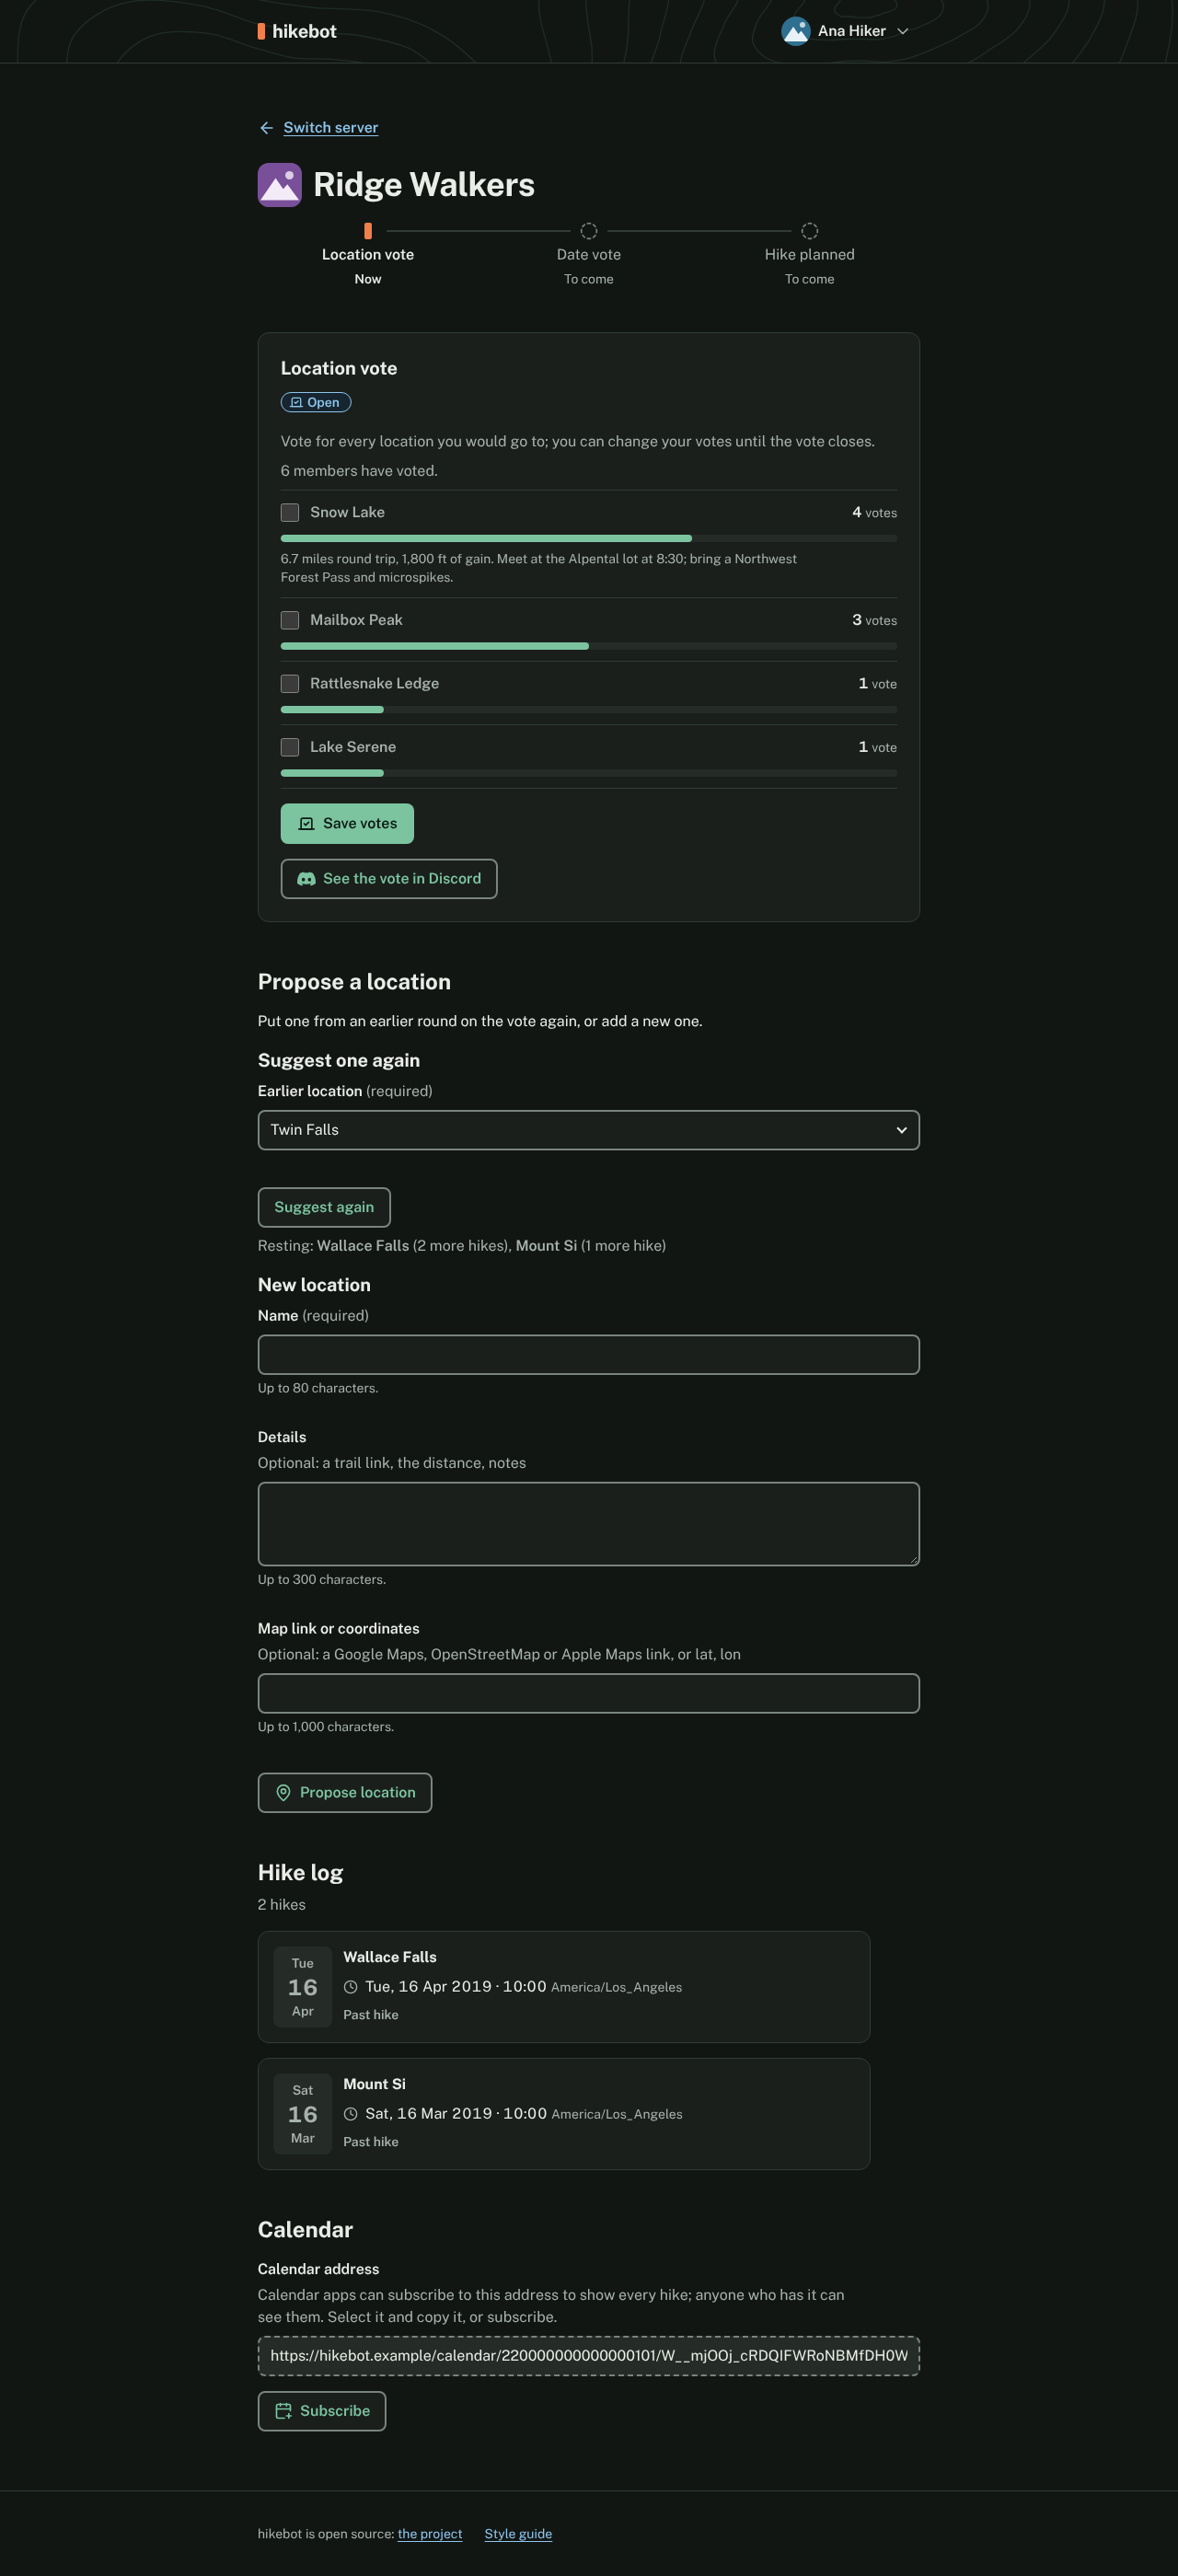 hikebot
Ana Hiker
Switch server
Ridge Walkers
Location vote
Now
Date vote
To come
Hike planned
To come
Location vote
Open
Vote for every location you would go to; you can change your votes until the vote closes.
6 members have voted.
Snow Lake
4 votes
6.7 miles round trip, 1,800 ft of gain. Meet at the Alpental lot at 8:30; bring a Northwest
Forest Pass and microspikes.
Mailbox Peak
3 votes
Rattlesnake Ledge
1 vote
Lake Serene
1 vote
Save votes
See the vote in Discord
Propose a location
Put one from an earlier round on the vote again, or add a new one.
Suggest one again
Earlier location (required)
Twin Falls
Suggest again
Resting: Wallace Falls (2 more hikes), Mount Si (1 more hike)
New location
Name (required)
Up to 80 characters.
Details
Optional: a trail link, the distance, notes
Up to 300 characters.
Map link or coordinates
Optional: a Google Maps, OpenStreetMap or Apple Maps link, or lat, lon
Up to 1,000 characters.
Propose location
Hike log
2 hikes
Tue
16
Apr
Wallace Falls
Tue, 16 Apr 2019 · 10:00 America/Los_Angeles
Past hike
Sat
16
Mar
Mount Si
Sat, 16 Mar 2019 · 10:00 America/Los_Angeles
Past hike
Calendar
Calendar address
Calendar apps can subscribe to this address to show every hike; anyone who has it can
see them. Select it and copy it, or subscribe.
https://hikebot.example/calendar/220000000000000101/W__mjOOj_cRDQIFWRoNBMfDH0W
Subscribe
hikebot is open source: the project
Style guide